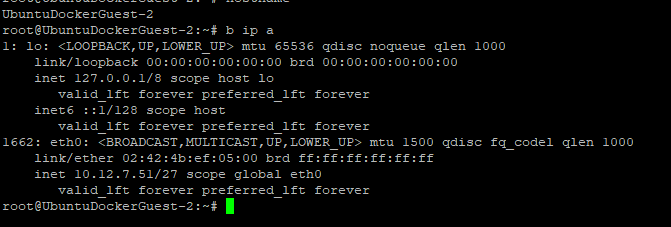 UbuntuDockerGuest-2
root@UbuntuDockerGuest-2:~# b ip a
1: lo: <LOOPBACK,UP,LOWER_UP> mtu 65536 qdisc noqueue qlen 1000
    link/loopback 00:00:00:00:00:00 brd 00:00:00:00:00:00
    inet 127.0.0.1/8 scope host lo
       valid_lft forever preferred_lft forever
    inet6 ::1/128 scope host
       valid_lft forever preferred_lft forever
1662: eth0: <BROADCAST,MULTICAST,UP,LOWER_UP> mtu 1500 qdisc fq_codel qlen 1000
    link/ether 02:42:4b:ef:05:00 brd ff:ff:ff:ff:ff:ff
    inet 10.12.7.51/27 scope global eth0
       valid_lft forever preferred_lft forever
root@UbuntuDockerGuest-2:~#